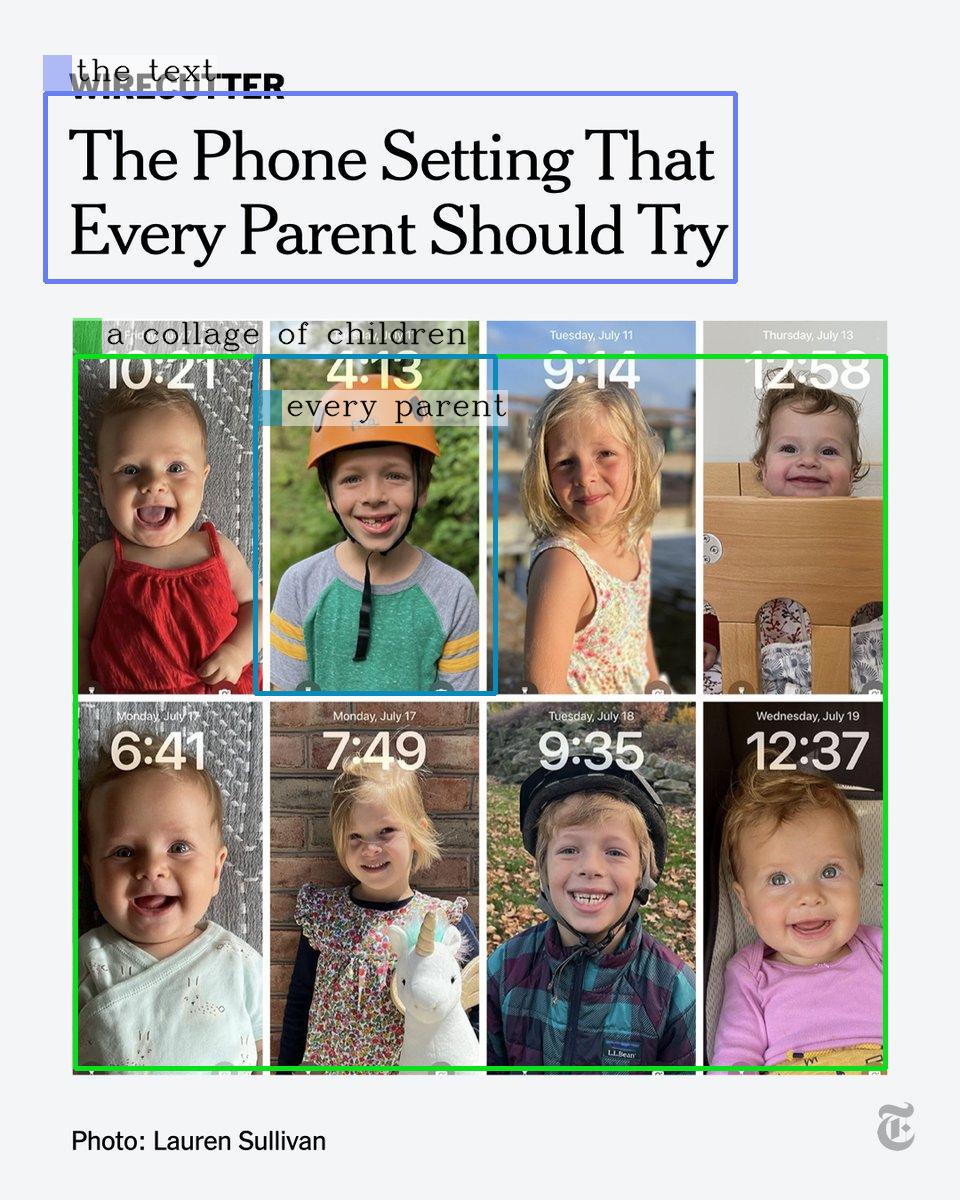 the text
WIRECUTTER
The Phone Setting That
Every Parent Should Try
a collage of children
Tuesday, July 11
Thursday, July 13
10:21
4:13
9:14
12:58
every parent
Monday, July 17
Monday, July 17
Tuesday, July 18
Wednesday, July 19
6:41
7:49
9:35
12:37
L.L.Bean
Photo: Lauren Sullivan
T